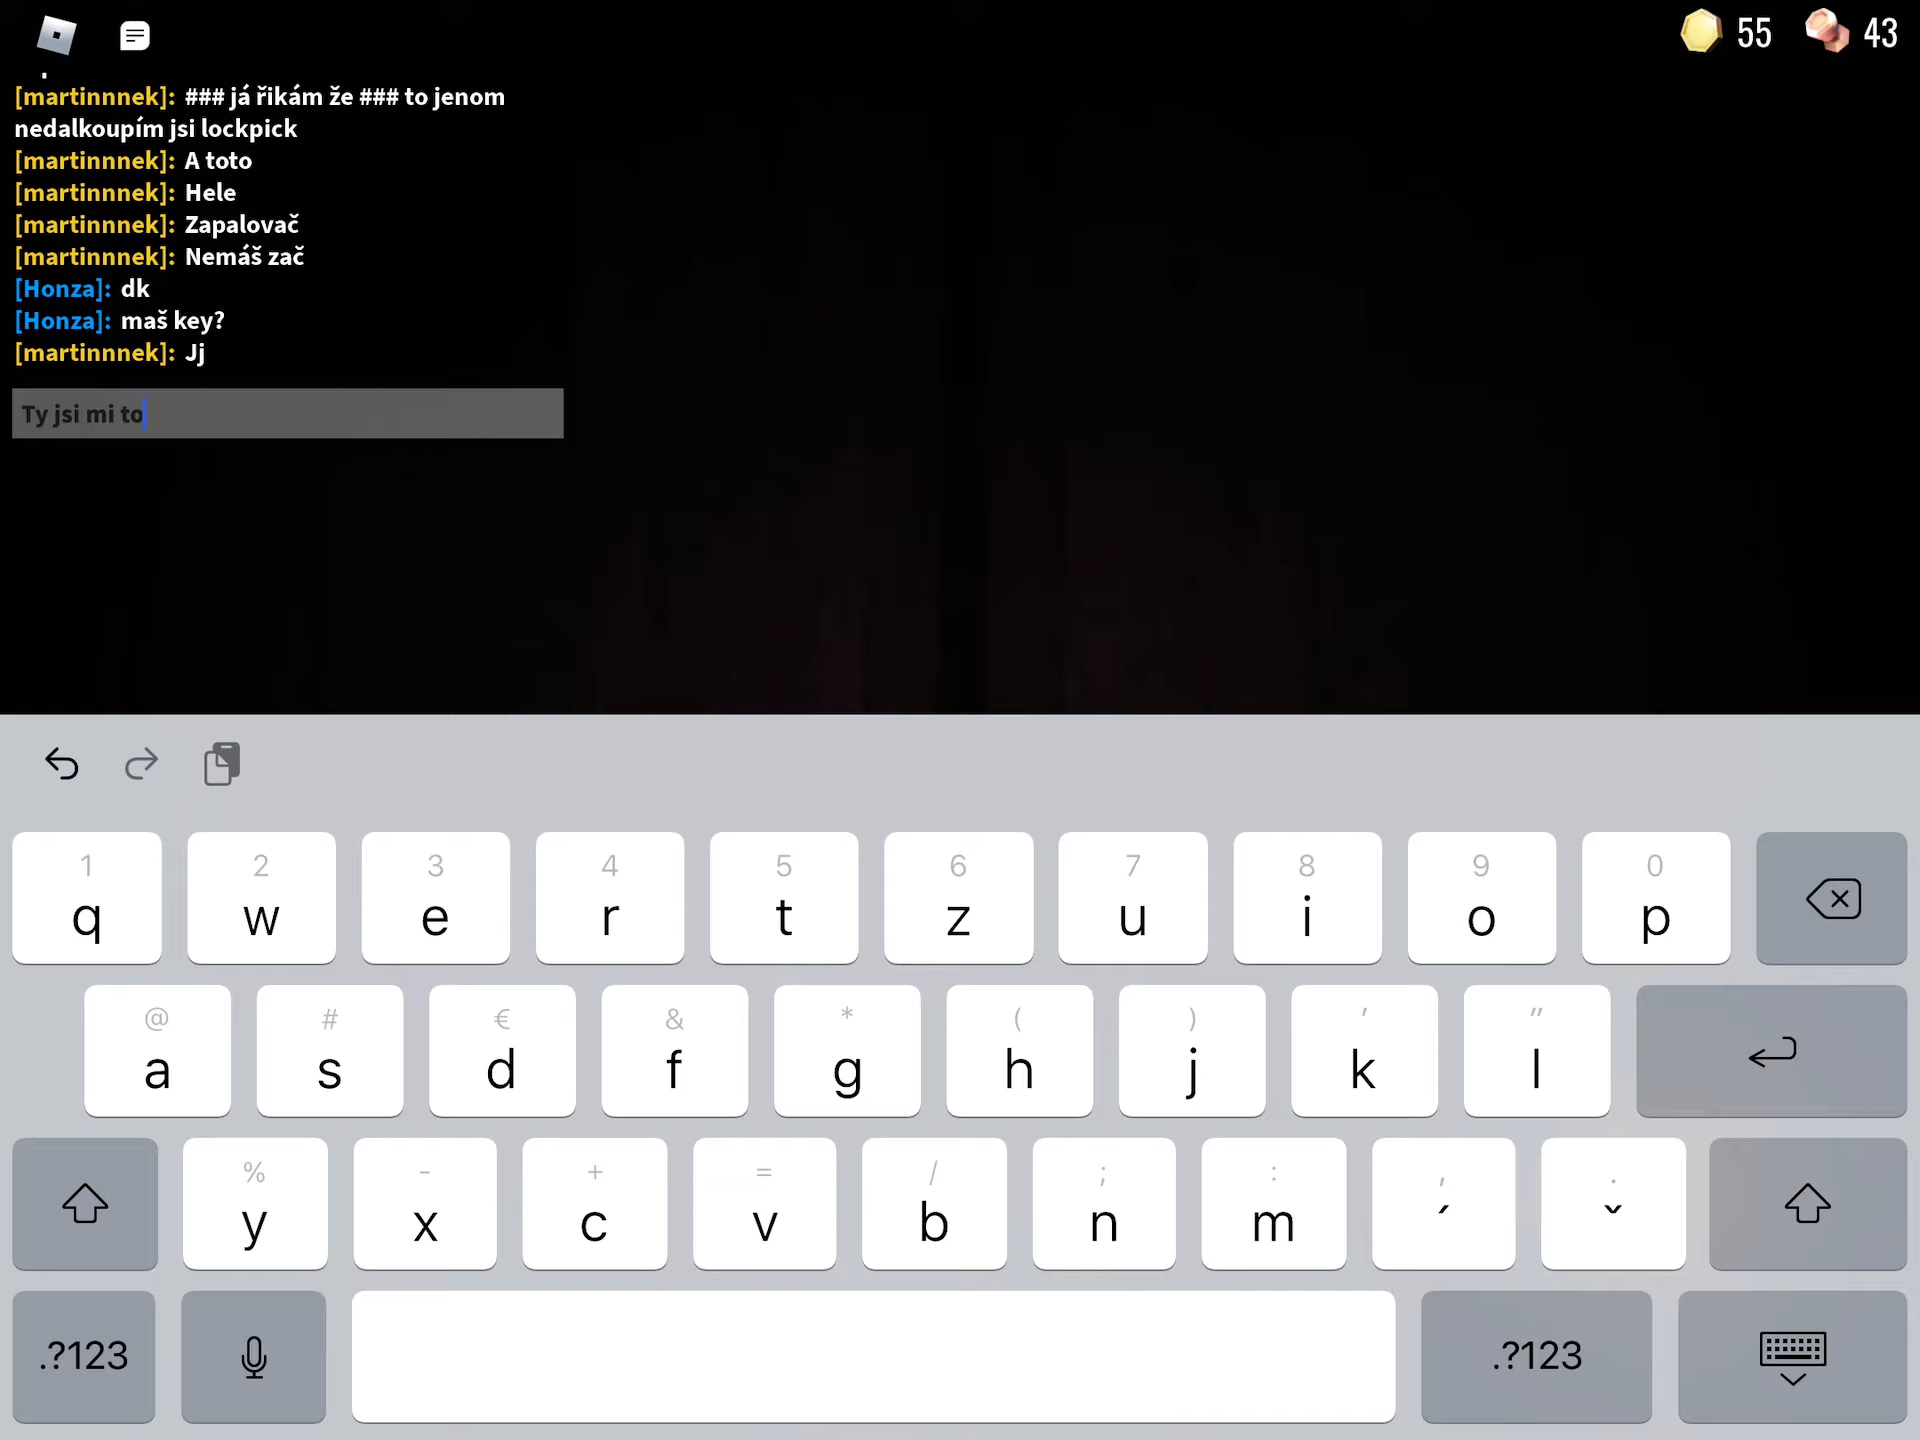 55 43
[martinnnek]: ### já řikám že ### to jenom
nedalkoupím jsi lockpick
[martinnnek]: A toto
[martinnnek]: Hele
[martinnnek]: Zapalovač
[martinnnek]: Nemáš zač
[Honza]: dk
[Honza]: maš key?
[martinnnek]: Jj
Ty jsi mi to
1 2 3 4 5 6 7 8 9 0
q w e r t z u i o p
@ # € & * ( ) ' "
a s d f g h j k l
% - + = / ; : , .
y x c v b n m ´ ˇ
.?123 .?123